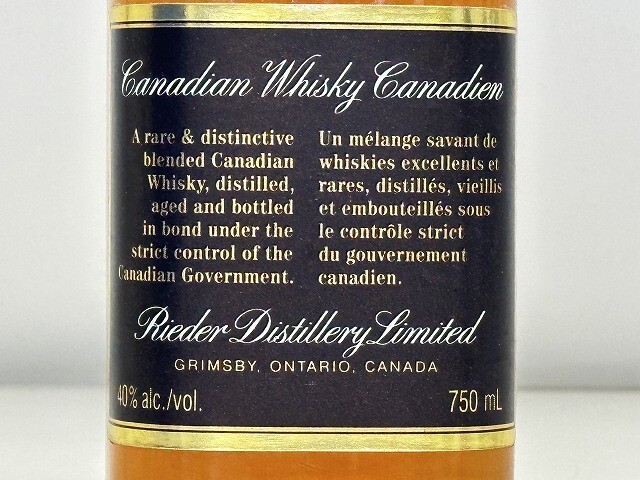 Canadian Whisky Canadien
A rare & distinctive
blended Canadian
Whisky, distilled,
aged and bottled
in bond under the
strict control of the
Canadian Government.
Un mélange savant de
whiskies excellents et
rares, distillés, vieillis
et embouteillés sous
le contrôle strict
du gouvernement
canadien.
Rieder Distillery Limited
GRIMSBY, ONTARIO, CANADA
40% alc./vol.
750 mL